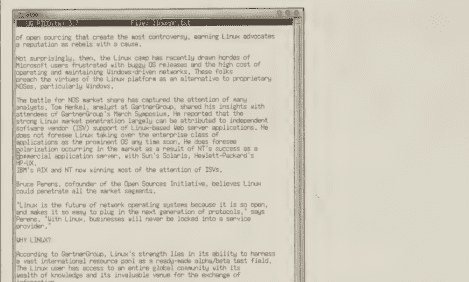 File: linuxgr.txt
of open sourcing that create the most controversy, earning Linux advocates
a reputation as rebels with a cause.
Not surprisingly, then, the Linux camp has recently drawn hordes of
Microsoft users frustrated with buggy OS releases and the high cost of
operating and maintaining Windows-driven networks. These folks
preach the virtues of the Linux platform as an alternative to proprietary
NOSes, particularly Windows.
The battle for NOS market share has captured the attention of many
analysts. Tom Henkel, analyst at GartnerGroup, shared his insights with
attendees of GartnerGroup's March Symposium. He reported that the
strong Linux market penetration largely can be attributed to independent
software vendor (ISV) support of Linux-based Web server applications. He
does not foresee Linux taking over the enterprise class of
applications as the prominent OS any time soon. He does foresee
polarization occurring in the market as a result of NT's success as a
commercial application server, with Sun's Solaris, Hewlett-Packard's
HP-UX,
IBM's AIX and NT now winning most of the attention of ISVs.
Bruce Perens, cofounder of the Open Sources Initiative, believes Linux
could penetrate all the market segments.
"Linux is the future of network operating systems because it is so open,
and makes it so easy to plug in the next generation of protocols," says
Perens. "With Linux, businesses will never be locked into a service
provider."
WHY LINUX?
According to GartnerGroup, Linux's strength lies in its ability to harness
a vast international resource pool as a ready-made alpha/beta test field.
The Linux user has access to an entire global community with its
wealth of knowledge and its invaluable venue for the exchange of